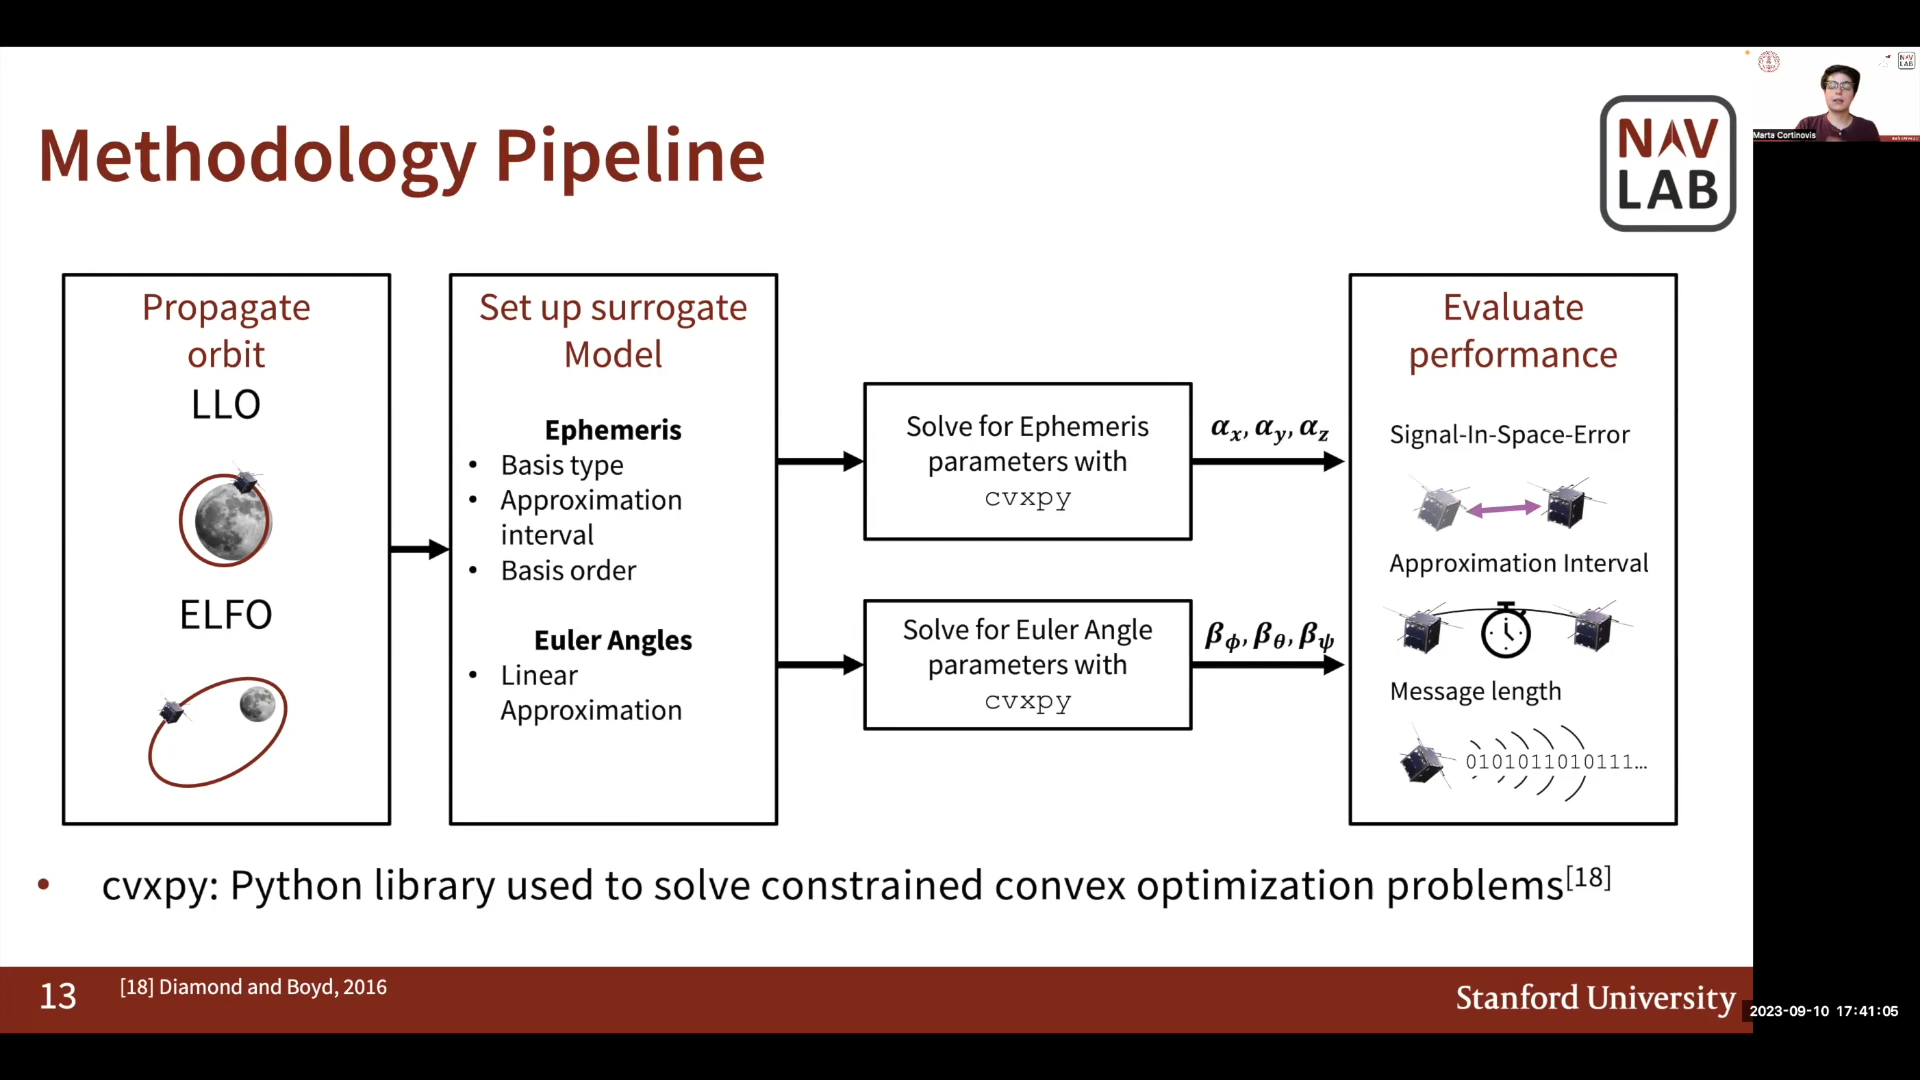 Methodology Pipeline
NAV
LAB
NAV
LAB
Marta Cortinovis
Propagate
orbit
LLO
ELFO
Set up surrogate
Model
Ephemeris
• Basis type
• Approximation
interval
• Basis order
Euler Angles
• Linear
Approximation
Solve for Ephemeris
parameters with
cvxpy
αx, αy, αz
Solve for Euler Angle
parameters with
cvxpy
βϕ, βθ, βψ
Evaluate
performance
Signal-In-Space-Error
Approximation Interval
Message length
0101011010111…
• cvxpy: Python library used to solve constrained convex optimization problems[18]
13
[18] Diamond and Boyd, 2016
Stanford University
2023-09-10 17:41:05